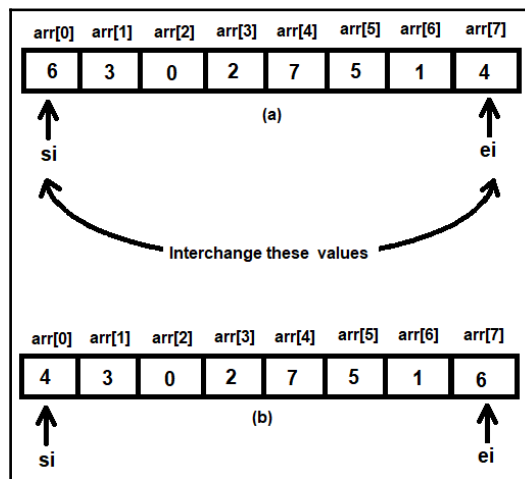 arr[0] arr[1] arr[2] arr[3] arr[4] arr[5] arr[6] arr[7]
6 3 0 2 7 5 1 4
(a)
si ei
Interchange these values
arr[0] arr[1] arr[2] arr[3] arr[4] arr[5] arr[6] arr[7]
4 3 0 2 7 5 1 6
(b)
si ei